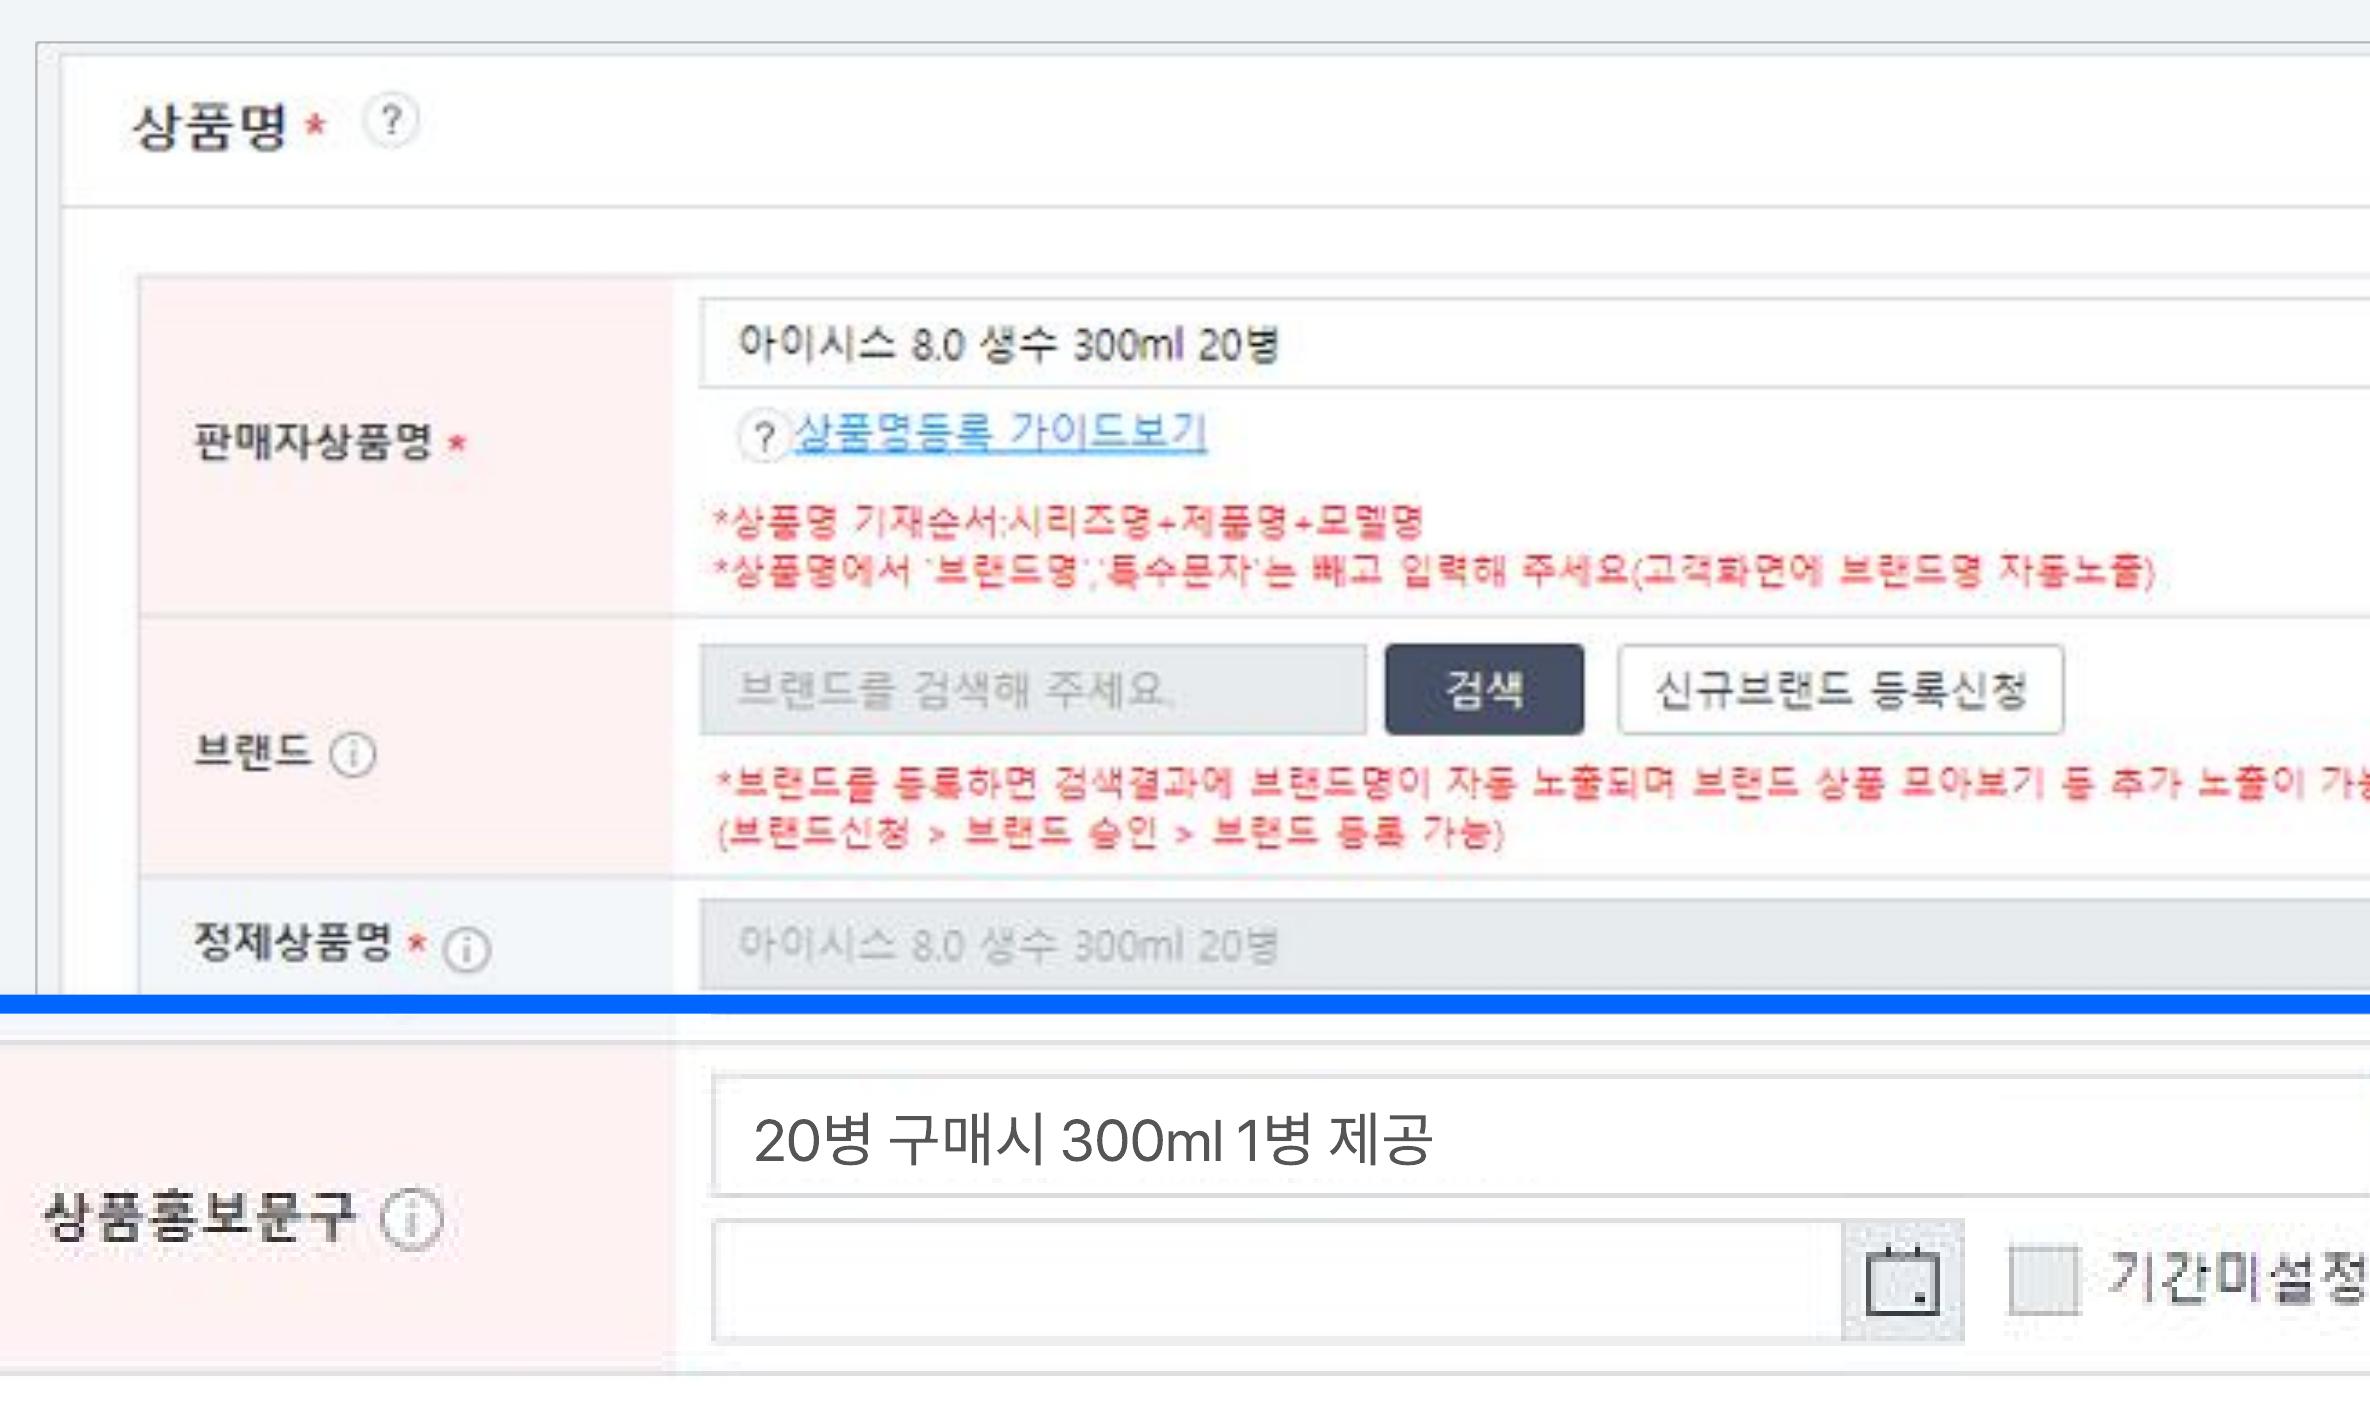 상품명 * ?
아이시스 8.0 생수 300ml 20병
판매자상품명 *
? 상품명등록 가이드보기
*상품명 기재순서:시리즈명+제품명+모델명
*상품명에서 '브랜드명','특수문자'는 빼고 입력해 주세요(고객화면에 브랜드명 자동노출)
브랜드를 검색해 주세요. 검색 신규브랜드 등록신청
브랜드 i
*브랜드를 등록하면 검색결과에 브랜드명이 자동 노출되며 브랜드 상품 모아보기 등 추가 노출이
(브랜드신청 > 브랜드 승인 > 브랜드 등록 가능)
정제상품명 * i 아이시스 8.0 생수 300ml 20병
20병 구매시 300ml 1병 제공
상품홍보문구 i
기간미설정